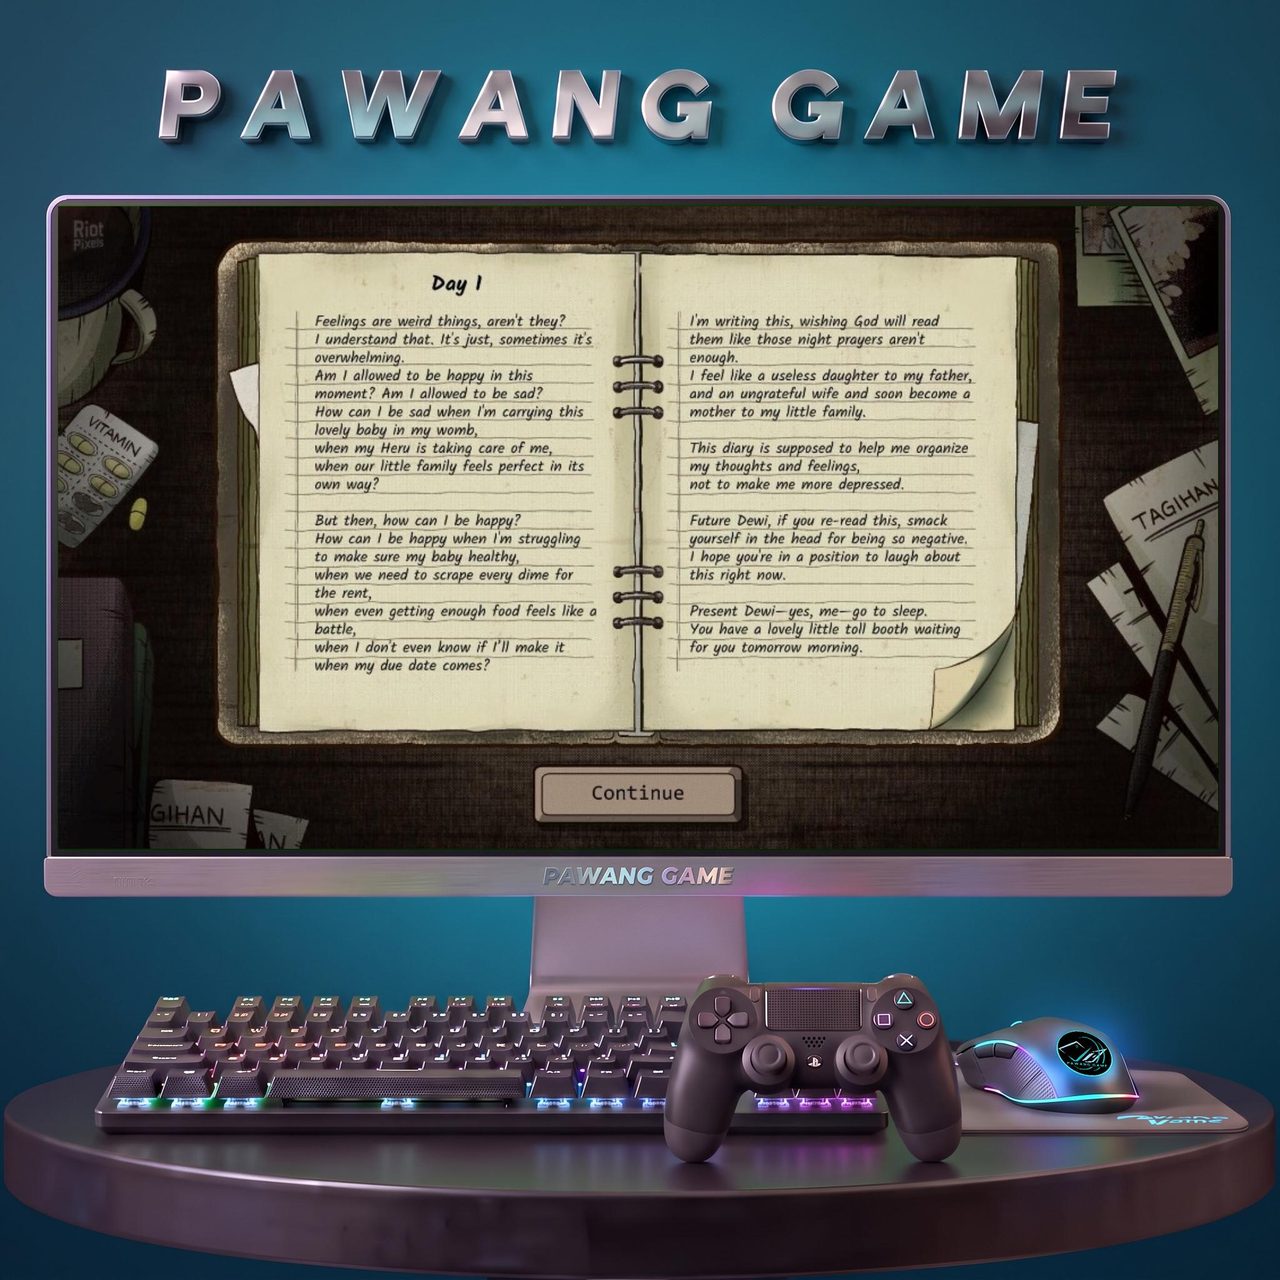 PAWANG GAME
Riot
Pixels
VITAMIN
TAGIHAN
GIHAN
AN
Day 1
Feelings are weird things, aren't they?
I understand that. It's just, sometimes it's
overwhelming.
Am I allowed to be happy in this
moment? Am I allowed to be sad?
How can I be sad when I'm carrying this
lovely baby in my womb,
when my Heru is taking care of me,
when our little family feels perfect in its
own way?
But then, how can I be happy?
How can I be happy when I'm struggling
to make sure my baby healthy,
when we need to scrape every dime for
the rent,
when even getting enough food feels like a
battle,
when I don't even know if I'll make it
when my due date comes?
I'm writing this, wishing God will read
them like those night prayers aren't
enough.
I feel like a useless daughter to my father,
and an ungrateful wife and soon become a
mother to my little family.
This diary is supposed to help me organize
my thoughts and feelings,
not to make me more depressed.
Future Dewi, if you re-read this, smack
yourself in the head for being so negative.
I hope you're in a position to laugh about
this right now.
Present Dewi—yes, me—go to sleep.
You have a lovely little toll booth waiting
for you tomorrow morning.
Continue
PAWANG GAME